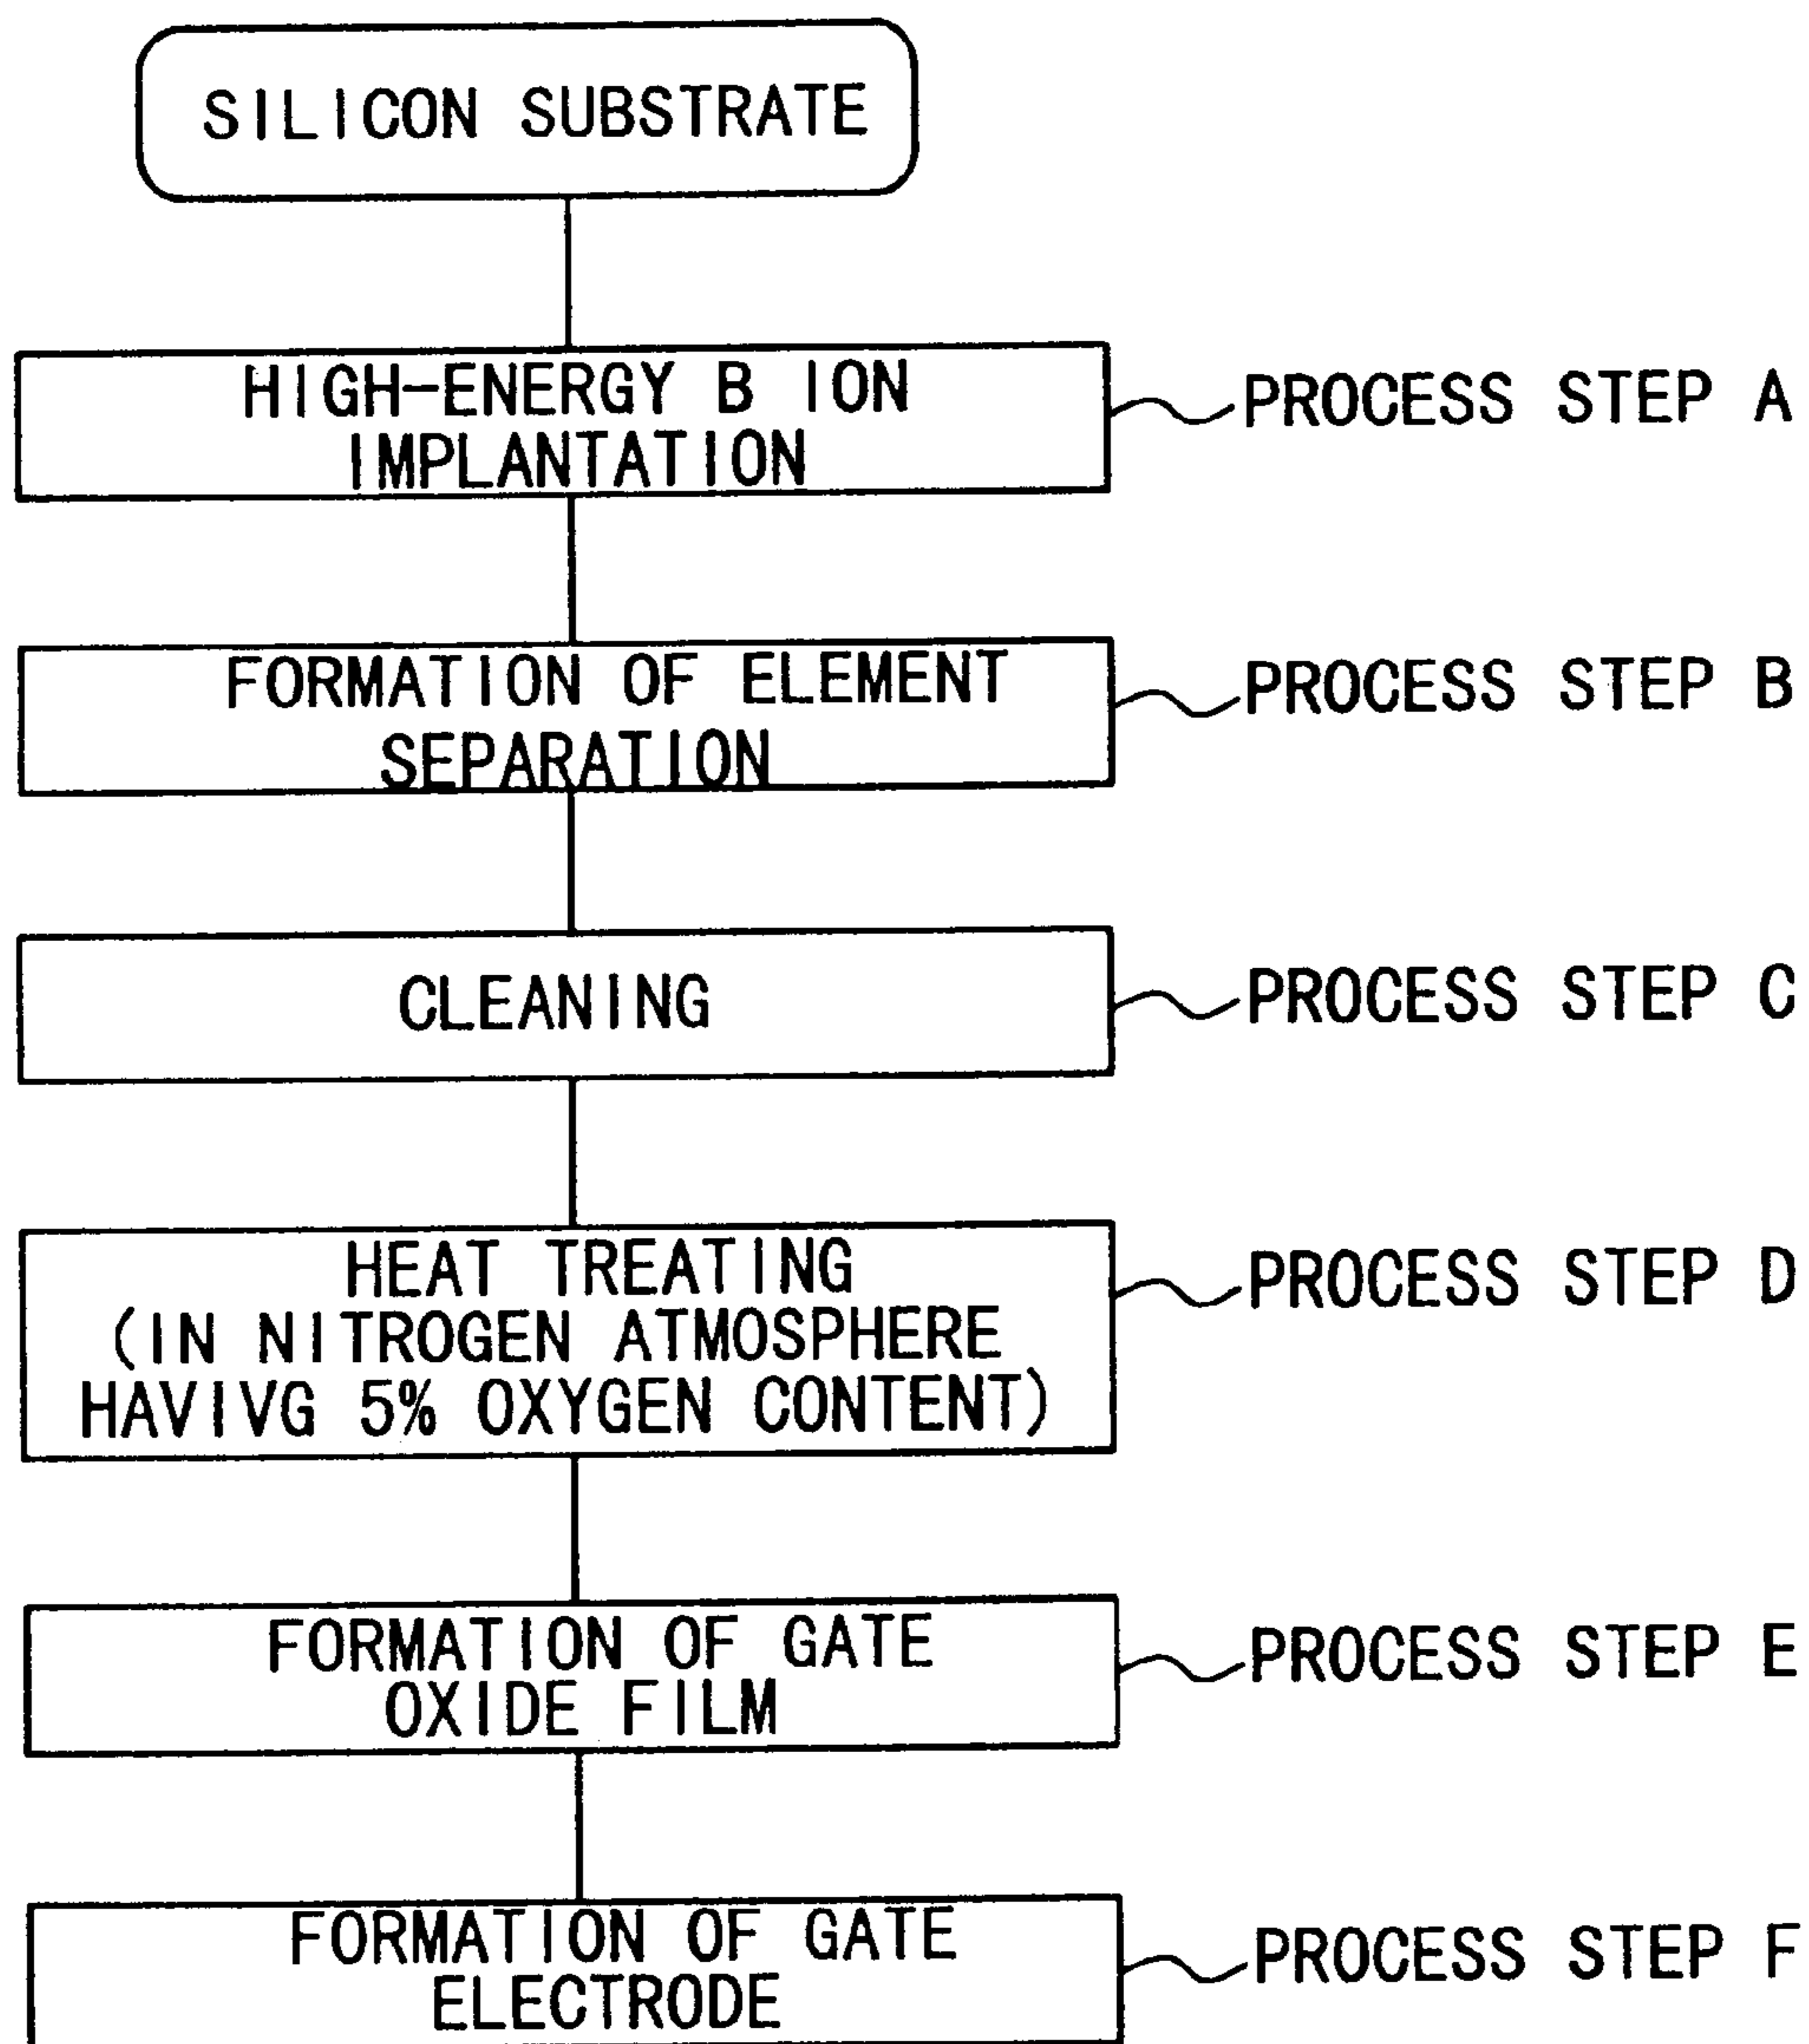 SILICON SUBSTRATE
HIGH-ENERGY B ION
IMPLANTATION
PROCESS STEP A
FORMATION OF ELEMENT
SEPARATION
PROCESS STEP B
CLEANING
PROCESS STEP C
HEAT TREATING
(IN NITROGEN ATMOSPHERE
HAVIVG 5% OXYGEN CONTENT)
PROCESS STEP D
FORMATION OF GATE
OXIDE FILM
PROCESS STEP E
FORMATION OF GATE
ELECTRODE
PROCESS STEP F